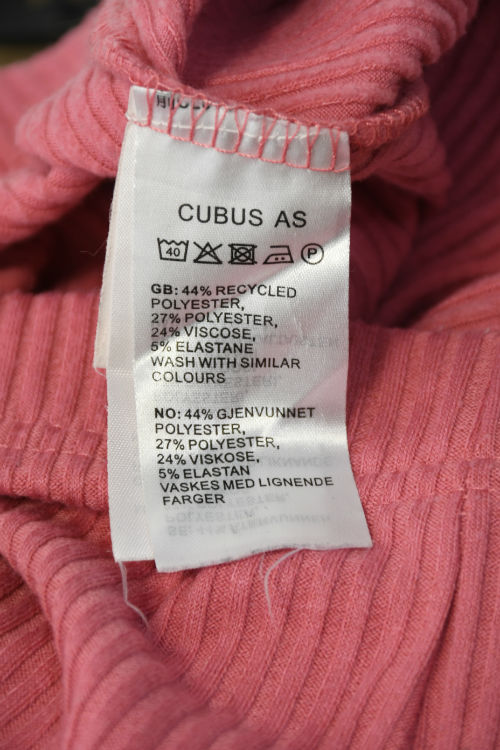 CUBUS AS
40 P
GB: 44% RECYCLED
POLYESTER,
27% POLYESTER,
24% VISCOSE,
5% ELASTANE
WASH WITH SIMILAR
COLOURS
NO: 44% GJENVUNNET
POLYESTER,
27% POLYESTER,
24% VISKOSE,
5% ELASTAN
VASKES MED LIGNENDE
FARGER